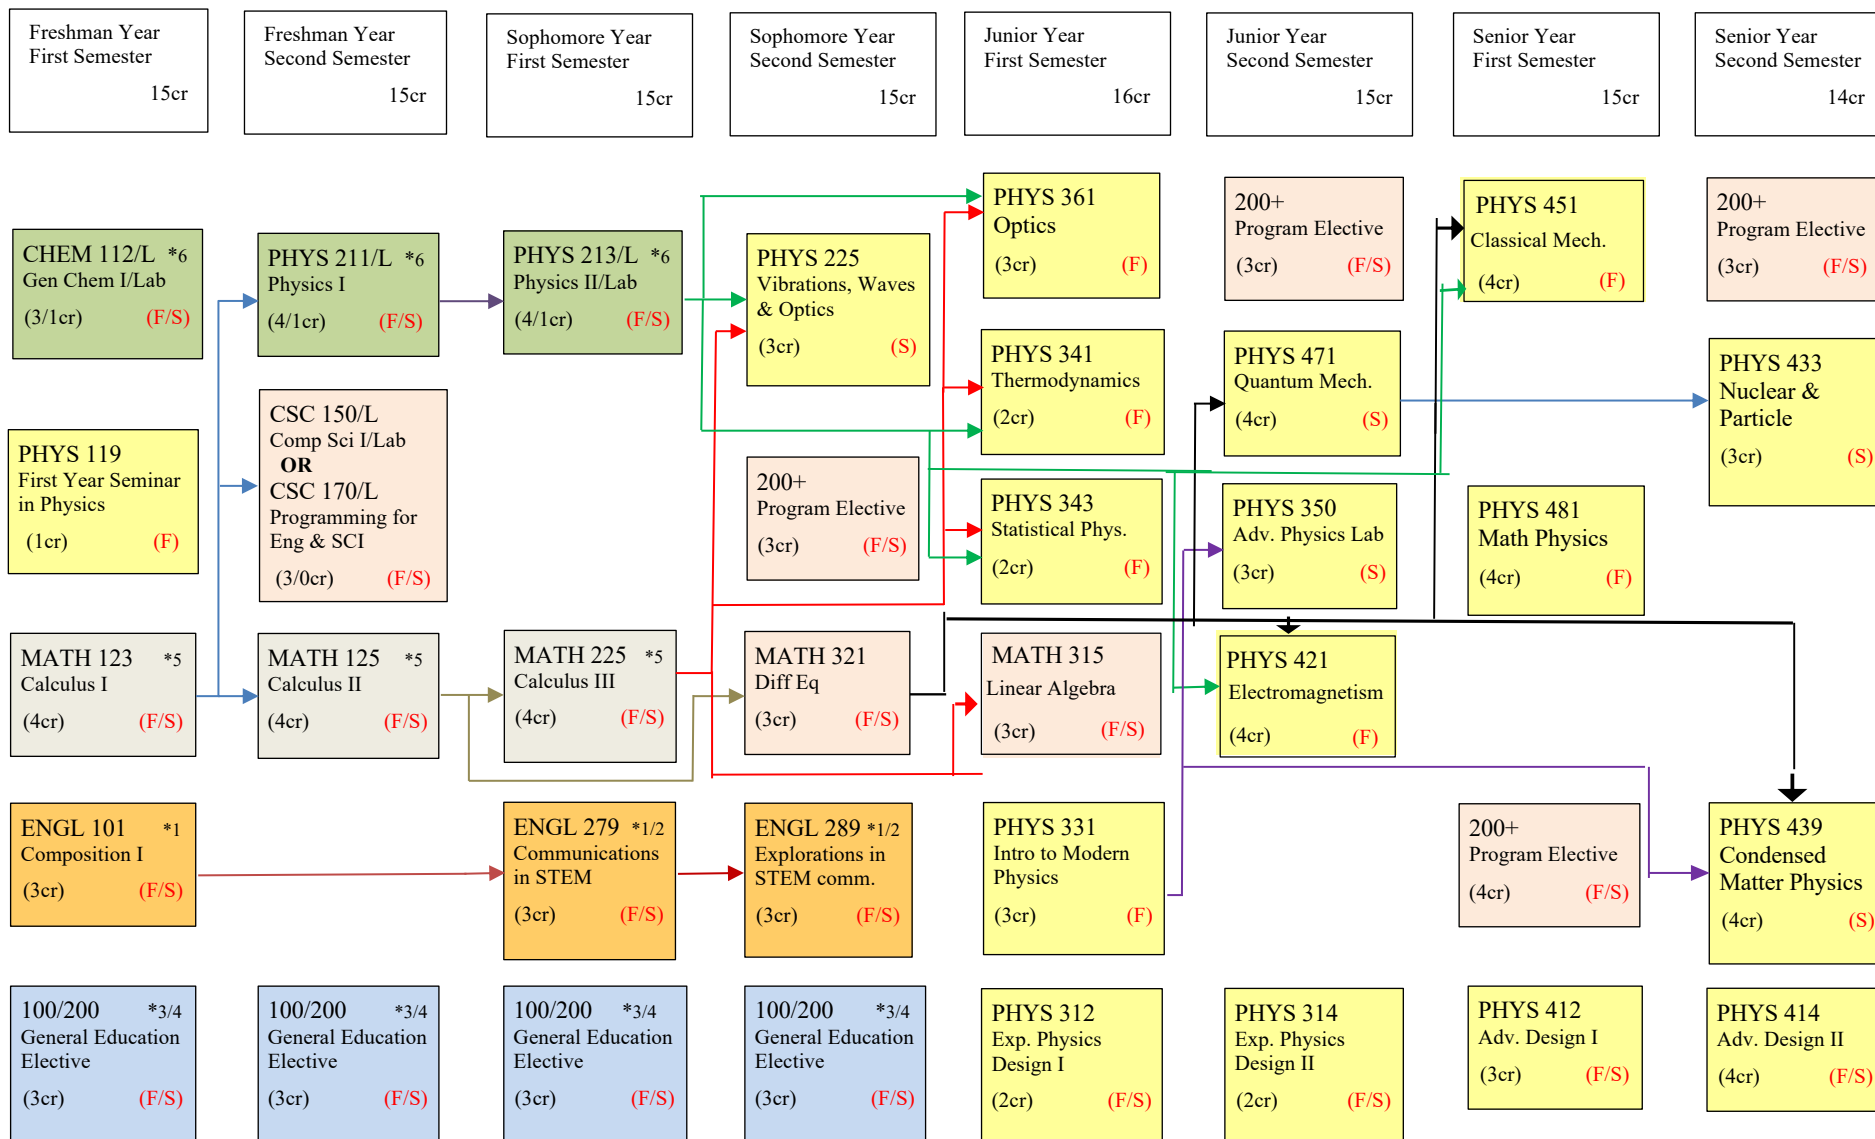 Freshman Year
First Semester
15cr
Freshman Year
Second Semester
15cr
Sophomore Year
First Semester
15cr
Sophomore Year
Second Semester
15cr
Junior Year
First Semester
16cr
Junior Year
Second Semester
15cr
Senior Year
First Semester
15cr
Senior Year
Second Semester
14cr
CHEM 112/L *6
Gen Chem I/Lab
(3/1cr) (F/S)
PHYS 119
First Year Seminar
in Physics
(1cr) (F)
MATH 123 *5
Calculus I
(4cr) (F/S)
ENGL 101 *1
Composition I
(3cr) (F/S)
100/200 *3/4
General Education
Elective
(3cr) (F/S)
PHYS 211/L *6
Physics I
(4/1cr) (F/S)
CSC 150/L
Comp Sci I/Lab
OR
CSC 170/L
Programming for
Eng & SCI
(3/0cr) (F/S)
MATH 125 *5
Calculus II
(4cr) (F/S)
100/200 *3/4
General Education
Elective
(3cr) (F/S)
PHYS 213/L *6
Physics II/Lab
(4/1cr) (F/S)
MATH 225 *5
Calculus III
(4cr) (F/S)
ENGL 279 *1/2
Communications
in STEM
(3cr) (F/S)
100/200 *3/4
General Education
Elective
(3cr) (F/S)
PHYS 225
Vibrations, Waves
& Optics
(3cr) (S)
200+
Program Elective
(3cr) (F/S)
MATH 321
Diff Eq
(3cr) (F/S)
ENGL 289 *1/2
Explorations in
STEM comm.
(3cr) (F/S)
100/200 *3/4
General Education
Elective
(3cr) (F/S)
PHYS 361
Optics
(3cr) (F)
PHYS 341
Thermodynamics
(2cr) (F)
PHYS 343
Statistical Phys.
(2cr) (F)
MATH 315
Linear Algebra
(3cr) (F/S)
PHYS 331
Intro to Modern
Physics
(3cr) (F)
PHYS 312
Exp. Physics
Design I
(2cr) (F/S)
200+
Program Elective
(3cr) (F/S)
PHYS 471
Quantum Mech.
(4cr) (S)
PHYS 350
Adv. Physics Lab
(3cr) (S)
PHYS 421
Electromagnetism
(4cr) (F)
PHYS 314
Exp. Physics
Design II
(2cr) (F/S)
PHYS 451
Classical Mech.
(4cr) (F)
PHYS 481
Math Physics
(4cr) (F)
200+
Program Elective
(4cr) (F/S)
PHYS 412
Adv. Design I
(3cr) (F/S)
200+
Program Elective
(3cr) (F/S)
PHYS 433
Nuclear &
Particle
(3cr) (S)
PHYS 439
Condensed
Matter Physics
(4cr) (S)
PHYS 414
Adv. Design II
(4cr) (F/S)